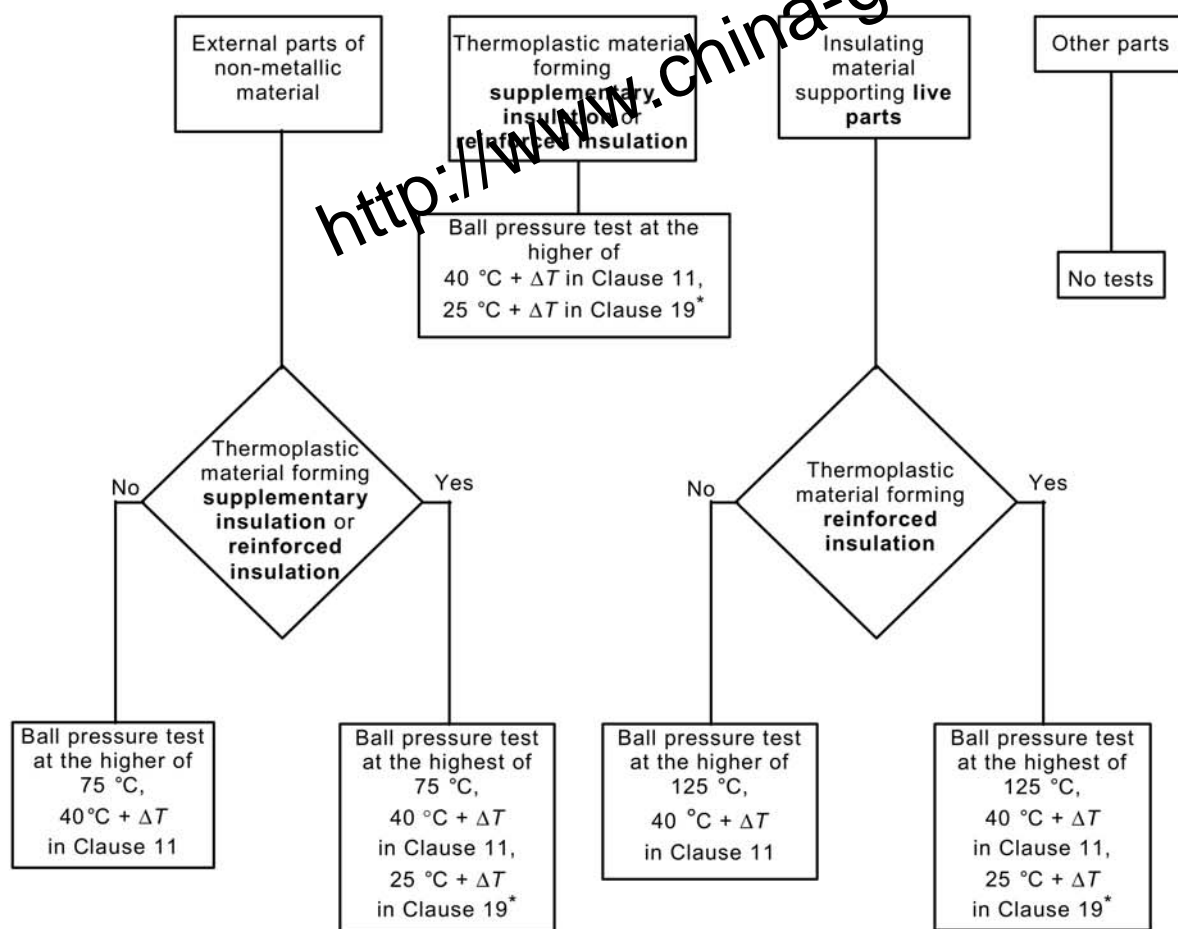 External parts of
non-metallic
material
Thermoplastic material
forming
supplementary
insulation or
reinforced insulation
Insulating
material
supporting live
parts
Other parts
http://www.china-g
Ball pressure test at the
higher of
40 °C + ΔT in Clause 11,
25 °C + ΔT in Clause 19*
No tests
Thermoplastic
material forming
supplementary
insulation or
reinforced
insulation
No
Yes
Thermoplastic
material forming
reinforced
insulation
No
Yes
Ball pressure test
at the higher of
75 °C,
40°C + ΔT
in Clause 11
Ball pressure test
at the highest of
75 °C,
40 °C + ΔT
in Clause 11,
25 °C + ΔT
in Clause 19*
Ball pressure test
at the higher of
125 °C,
40 °C + ΔT
in Clause 11
Ball pressure test
at the highest of
125 °C,
40 °C + ΔT
in Clause 11,
25 °C + ΔT
in Clause 19*